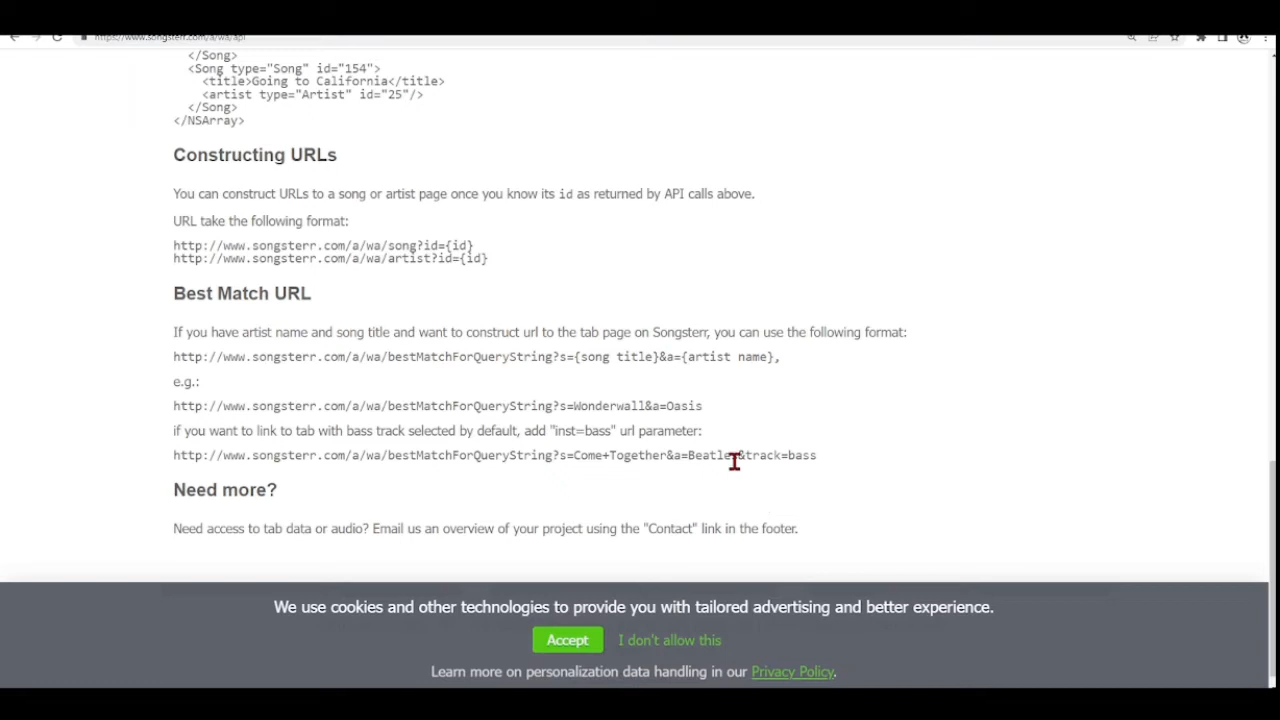 https://www.songsterr.com/a/wa/api
</Song>
<Song type="Song" id="154">
<title>Going to California</title>
<artist type="Artist" id="25"/>
</Song>
</NSArray>
Constructing URLs
You can construct URLs to a song or artist page once you know its id as returned by API calls above.
URL take the following format:
http://www.songsterr.com/a/wa/song?id={id}
http://www.songsterr.com/a/wa/artist?id={id}
Best Match URL
If you have artist name and song title and want to construct url to the tab page on Songsterr, you can use the following format:
http://www.songsterr.com/a/wa/bestMatchForQueryString?s={song title}&a={artist name},
e.g.:
http://www.songsterr.com/a/wa/bestMatchForQueryString?s=Wonderwall&a=Oasis
if you want to link to tab with bass track selected by default, add "inst=bass" url parameter:
http://www.songsterr.com/a/wa/bestMatchForQueryString?s=Come+Together&a=Beatles&track=bass
Need more?
Need access to tab data or audio? Email us an overview of your project using the "Contact" link in the footer.
We use cookies and other technologies to provide you with tailored advertising and better experience.
Accept I don't allow this
Learn more on personalization data handling in our Privacy Policy.